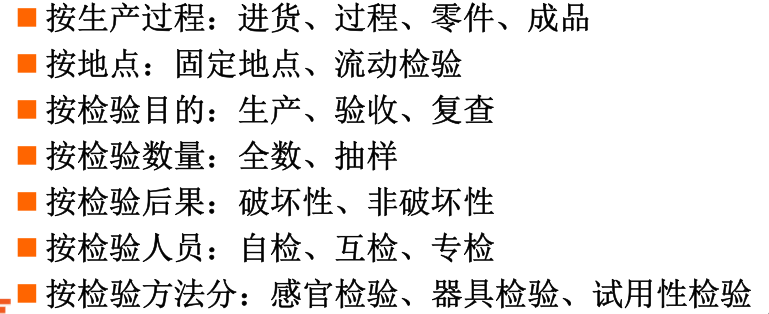 按生产过程：进货、过程、零件、成品
按地点：固定地点、流动检验
按检验目的：生产、验收、复查
按检验数量：全数、抽样
按检验后果：破坏性、非破坏性
按检验人员：自检、互检、专检
按检验方法分：感官检验、器具检验、试用性检验